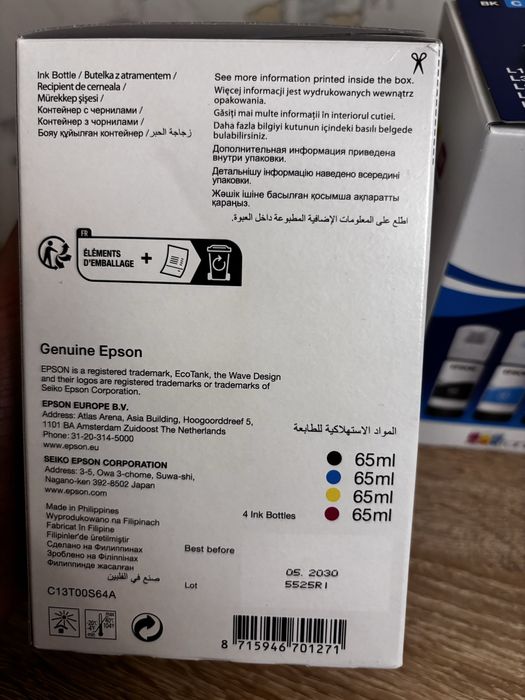 Ink Bottle / Butelka z atramentem /
Recipient de cerneala /
Mürekkep şişesi /
Контейнер с чернилами /
Контейнер з чорнилами /
Бояу құйылған контейнер / زجاجة الحبر
See more information printed inside the box.
Więcej informacji jest wydrukowanych wewnątrz
opakowania.
Găsiți mai multe informații în interiorul cutiei.
Daha fazla bilgiyi kutunun içindeki basılı belgede
bulabilirsiniz.
Дополнительная информация приведена
внутри упаковки.
Детальнішу інформацію наведено всередині
упаковки.
Жәшік ішіне басылған қосымша ақпаратты
қараңыз.
اطلع على المعلومات الإضافية المطبوعة داخل العبوة.
FR
ÉLÉMENTS
D'EMBALLAGE
+
Genuine Epson
EPSON is a registered trademark, EcoTank, the Wave Design
and their logos are registered trademarks or trademarks of
Seiko Epson Corporation.
EPSON EUROPE B.V.
Address: Atlas Arena, Asia Building, Hoogoorddreef 5,
1101 BA Amsterdam Zuidoost The Netherlands
Phone: 31-20-314-5000
www.epson.eu
SEIKO EPSON CORPORATION
Address: 3-5, Owa 3-chome, Suwa-shi,
Nagano-ken 392-8502 Japan
www.epson.com
المواد الاستهلاكية للطابعة
65ml
65ml
65ml
4 Ink Bottles 65ml
Made in Philippines
Wyprodukowano na Filipinach
Fabricat în Filipine
Filipinler'de üretilmiştir
Сделано на Филиппинах
Зроблено на Філіппінах
Филиппинде жасалған
صنع في الفلبين
C13T00S64A
Best before 05. 2030
Lot 5525R1
8 715946 701271
BK C